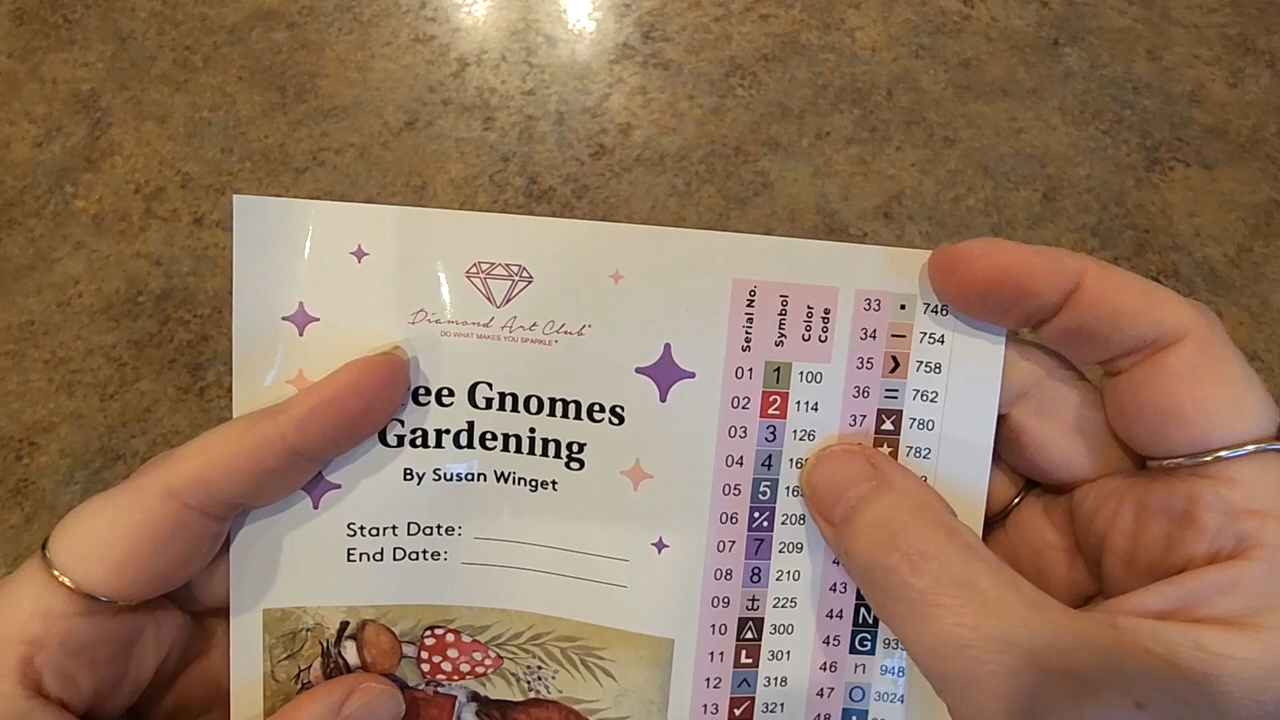 Diamond Art Club®
DO WHAT MAKES YOU SPARKLE®
Gnomes
Gardening
By Susan Winget
Start Date:
End Date:
Serial No. Symbol Color Code
01 1 100
02 2 114
03 3 126
04 4
05 5
06 % 208
07 7 209
08 8 210
09 225
10 300
11 L 301
12 ^ 318
13 ✓ 321
33 ▪ 746
34 – 754
35 758
36 = 762
37 780
★ 782
43
44 N
45 G
46 n 948
47 O 3024
48